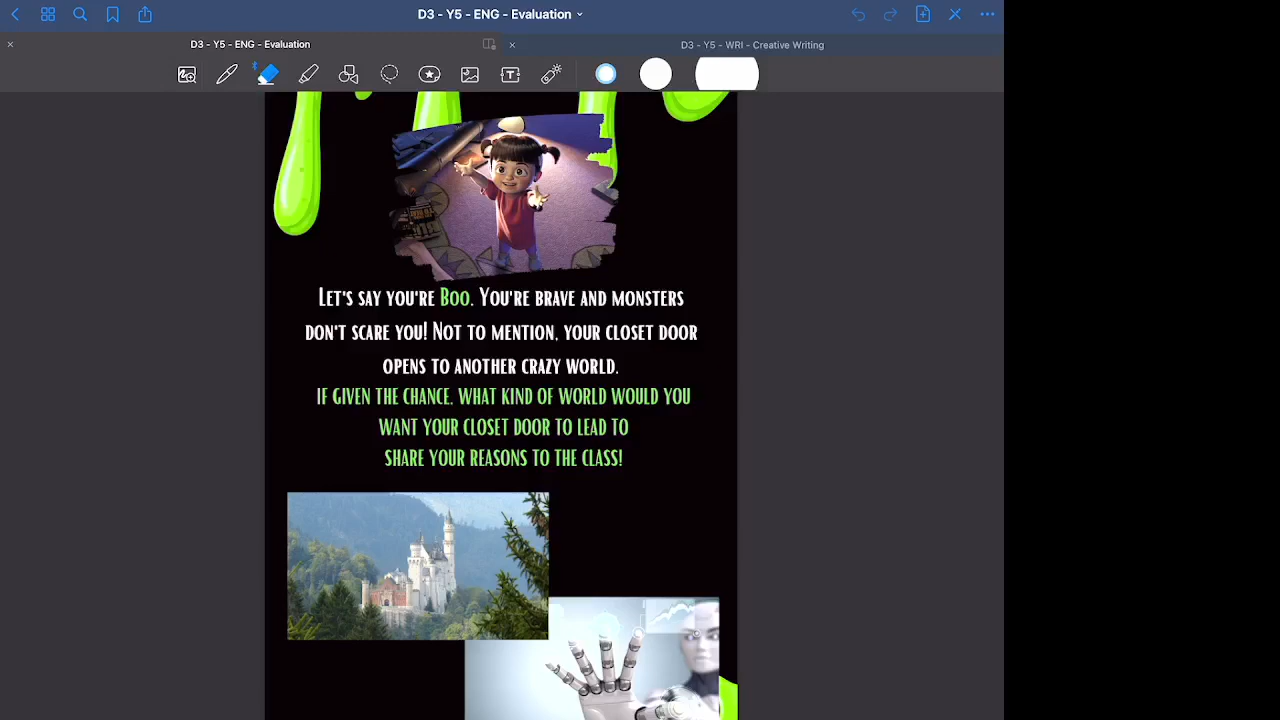 D3 - Y5 - ENG - Evaluation
D3 - Y5 - ENG - Evaluation
D3 - Y5 - WRI - Creative Writing
LET'S SAY YOU'RE BOO. YOU'RE BRAVE AND MONSTERS
DON'T SCARE YOU! NOT TO MENTION, YOUR CLOSET DOOR
OPENS TO ANOTHER CRAZY WORLD.
IF GIVEN THE CHANCE, WHAT KIND OF WORLD WOULD YOU
WANT YOUR CLOSET DOOR TO LEAD TO
SHARE YOUR REASONS TO THE CLASS!